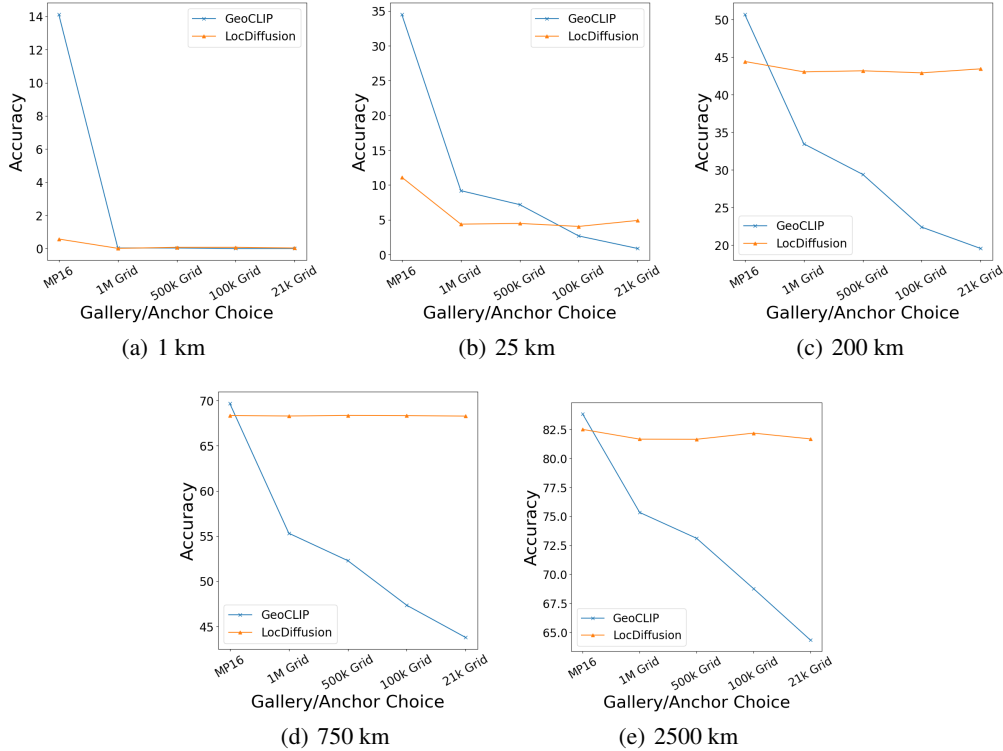 14
12
10
8
6
4
2
0
Accuracy
GeoCLIP
LocDiffusion
MP16
1M Grid
500k Grid
100k Grid
21k Grid
Gallery/Anchor Choice
(a) 1 km
35
30
25
20
15
10
5
0
Accuracy
GeoCLIP
LocDiffusion
MP16
1M Grid
500k Grid
100k Grid
21k Grid
Gallery/Anchor Choice
(b) 25 km
50
45
40
35
30
25
20
Accuracy
GeoCLIP
LocDiffusion
MP16
1M Grid
500k Grid
100k Grid
21k Grid
Gallery/Anchor Choice
(c) 200 km
70
65
60
55
50
45
Accuracy
GeoCLIP
LocDiffusion
MP16
1M Grid
500k Grid
100k Grid
21k Grid
Gallery/Anchor Choice
(d) 750 km
82.5
80.0
77.5
75.0
72.5
70.0
67.5
65.0
Accuracy
GeoCLIP
LocDiffusion
MP16
1M Grid
500k Grid
100k Grid
21k Grid
Gallery/Anchor Choice
(e) 2500 km